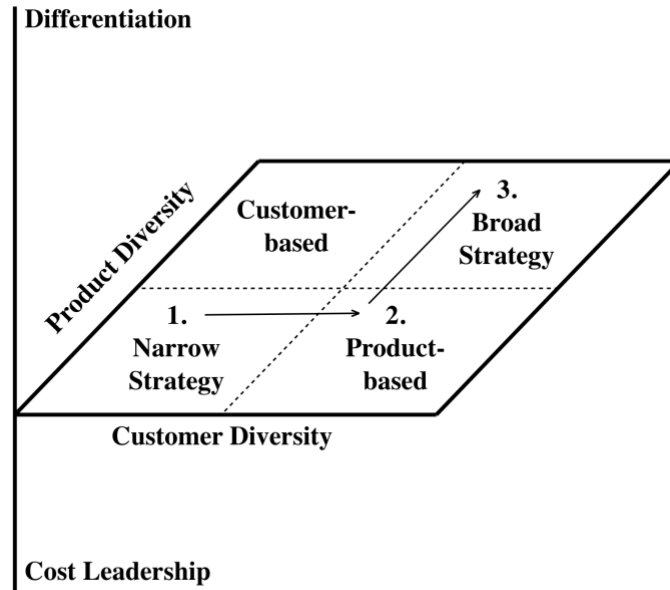 Differentiation
Product Diversity
Customer-
based
3.
Broad
Strategy
1.
Narrow
Strategy
2.
Product-
based
Customer Diversity
Cost Leadership